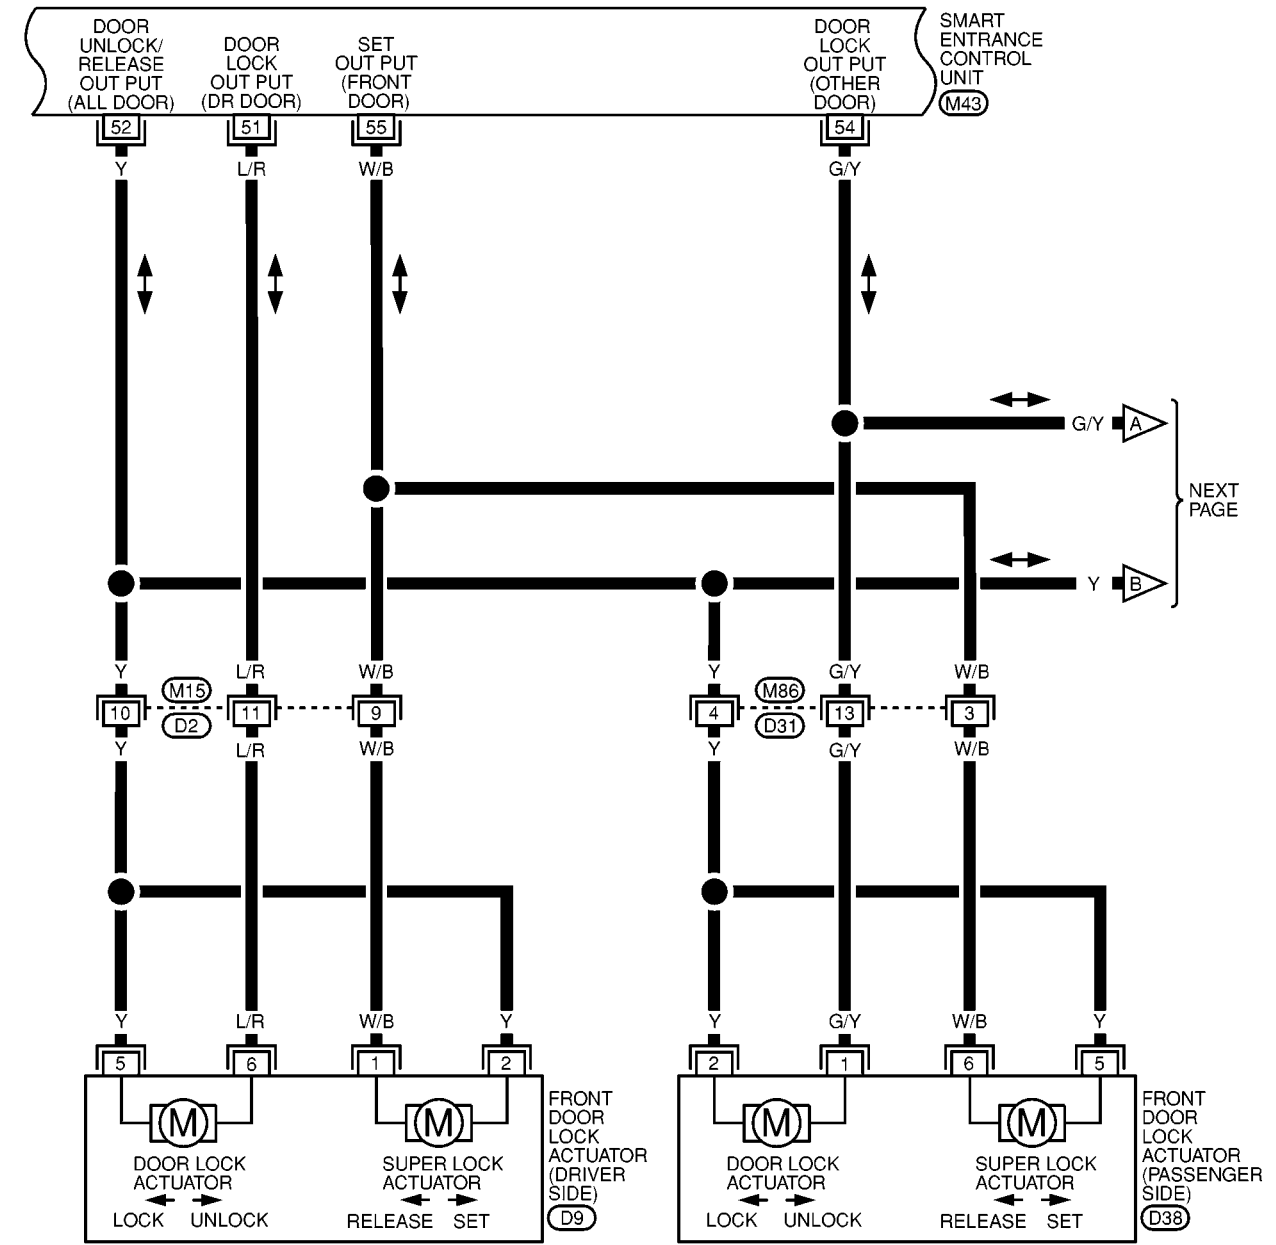 DOOR
UNLOCK/
RELEASE
OUT PUT
(ALL DOOR)
DOOR
LOCK
OUT PUT
(DR DOOR)
SET
OUT PUT
(FRONT
DOOR)
DOOR
LOCK
OUT PUT
(OTHER
DOOR)
SMART
ENTRANCE
CONTROL
UNIT
M43
52
51
55
54
Y
L/R
W/B
G/Y
G/Y
A
NEXT
PAGE
Y
B
Y
L/R
W/B
Y
G/Y
W/B
M15
M86
10
11
9
4
13
3
D2
D31
Y
L/R
W/B
Y
G/Y
W/B
Y
L/R
W/B
Y
Y
G/Y
W/B
Y
5
6
1
2
2
1
6
5
M
M
M
M
DOOR LOCK
ACTUATOR
LOCK UNLOCK
SUPER LOCK
ACTUATOR
RELEASE SET
FRONT
DOOR
LOCK
ACTUATOR
(DRIVER
SIDE)
D9
DOOR LOCK
ACTUATOR
LOCK UNLOCK
SUPER LOCK
ACTUATOR
RELEASE SET
FRONT
DOOR
LOCK
ACTUATOR
(PASSENGER
SIDE)
D38